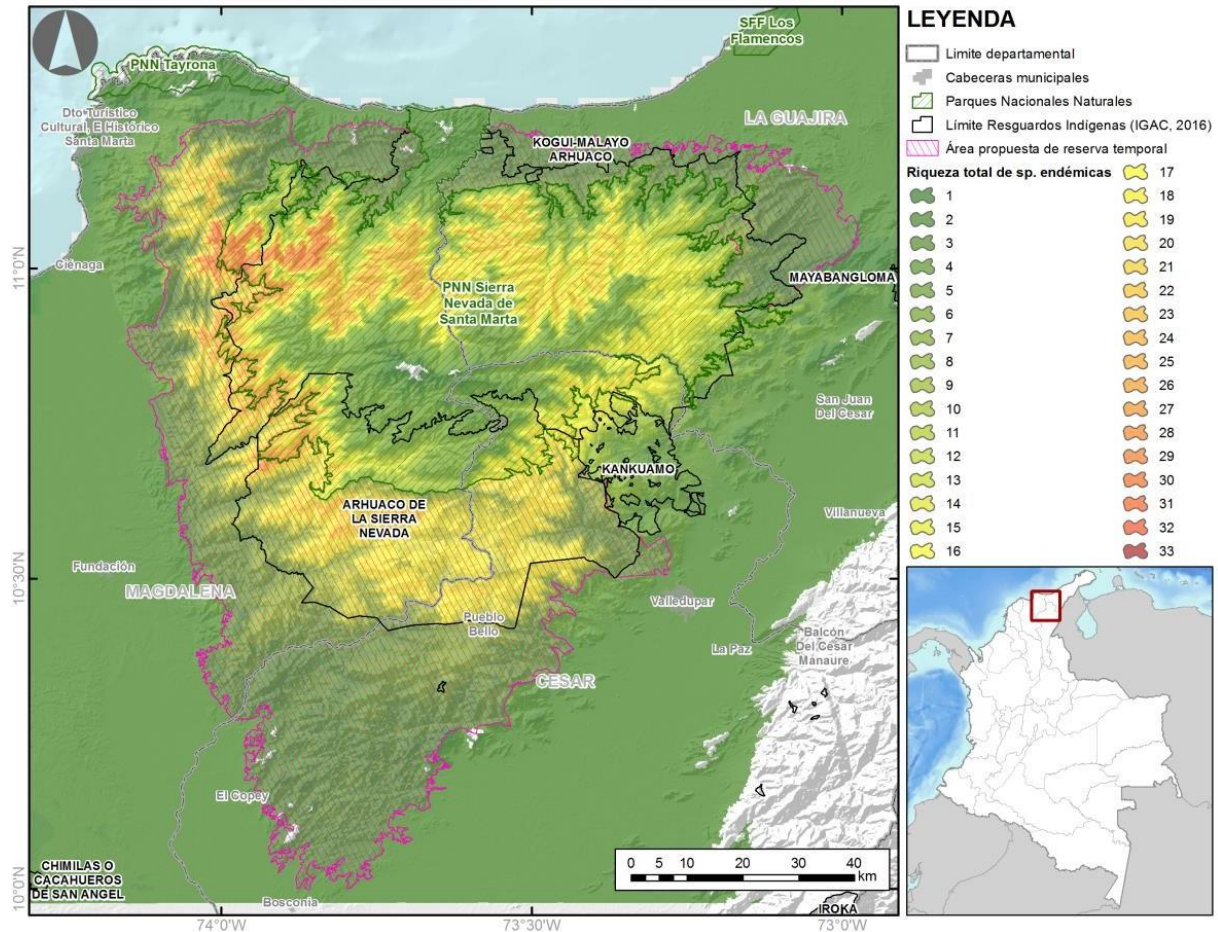 SFF Los
Flamencos
PNN Tayrona
Dto Turistico
Cultural, E Histórico
Santa Marta
LA GUAJIRA
KOGUI-MALAYO
ARHUACO
11°0'N
Ciénaga
MAYABANGLOMA
PNN Sierra
Nevada de
Santa Marta
San Juan
Del Cesar
KANKUAMO
ARHUACO DE
LA SIERRA
NEVADA
Villanueva
10°30'N
Fundación
MAGDALENA
Valledupar
Pueblo
Bello
La Paz
Balcón
Del Cesar
Manaure
CESAR
El Copey
10°0'N
CHIMILAS O
CACAHUEROS
DE SAN ANGEL
Bosconia
0 5 10 20 30 40
km
IROKA
74°0'W
73°30'W
73°0'W
LEYENDA
Limite departamental
Cabeceras municipales
Parques Nacionales Naturales
Límite Resguardos Indígenas (IGAC, 2016)
Área propuesta de reserva temporal
Riqueza total de sp. endémicas
1
2
3
4
5
6
7
8
9
10
11
12
13
14
15
16
17
18
19
20
21
22
23
24
25
26
27
28
29
30
31
32
33